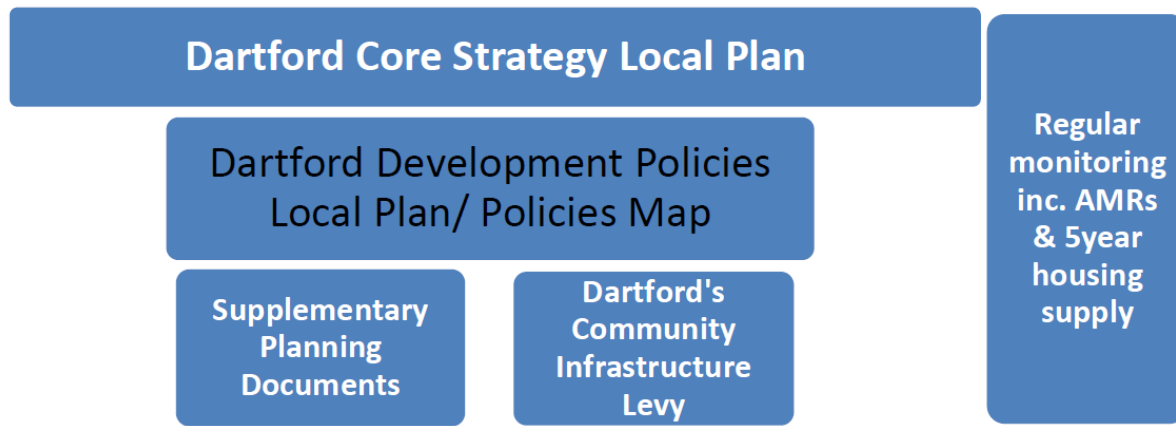 Dartford Core Strategy Local Plan
Dartford Development Policies
Local Plan/ Policies Map
Supplementary
Planning
Documents
Dartford's
Community
Infrastructure
Levy
Regular
monitoring
inc. AMRs
& 5year
housing
supply